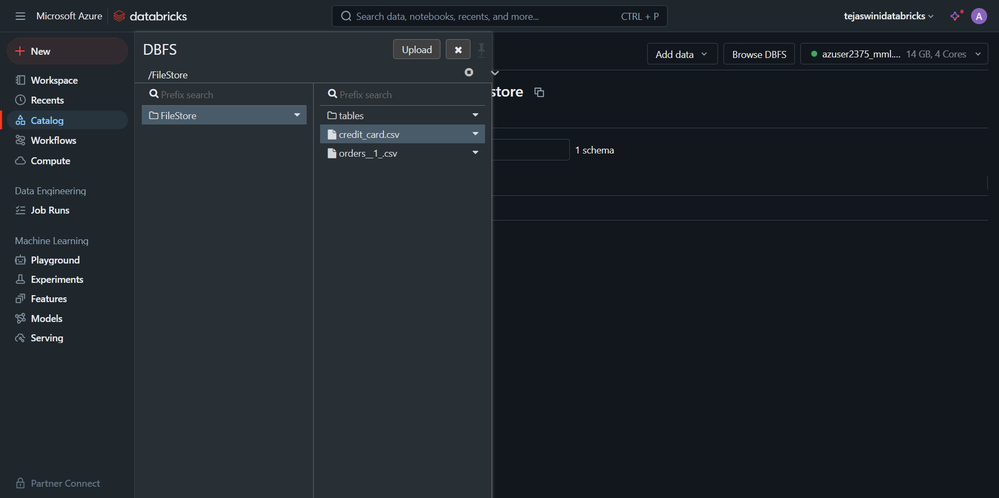 Microsoft Azure databricks Search data, notebooks, recents, and more... CTRL + P tejaswinidatabricks A
New
Workspace
Recents
Catalog
Workflows
Compute
Data Engineering
Job Runs
Machine Learning
Playground
Experiments
Features
Models
Serving
Partner Connect
DBFS Upload
/FileStore
Prefix search
FileStore
Prefix search
tables
credit_card.csv
orders__1_.csv
Add data Browse DBFS azuser2375_mml.... 14 GB, 4 Cores
store
1 schema